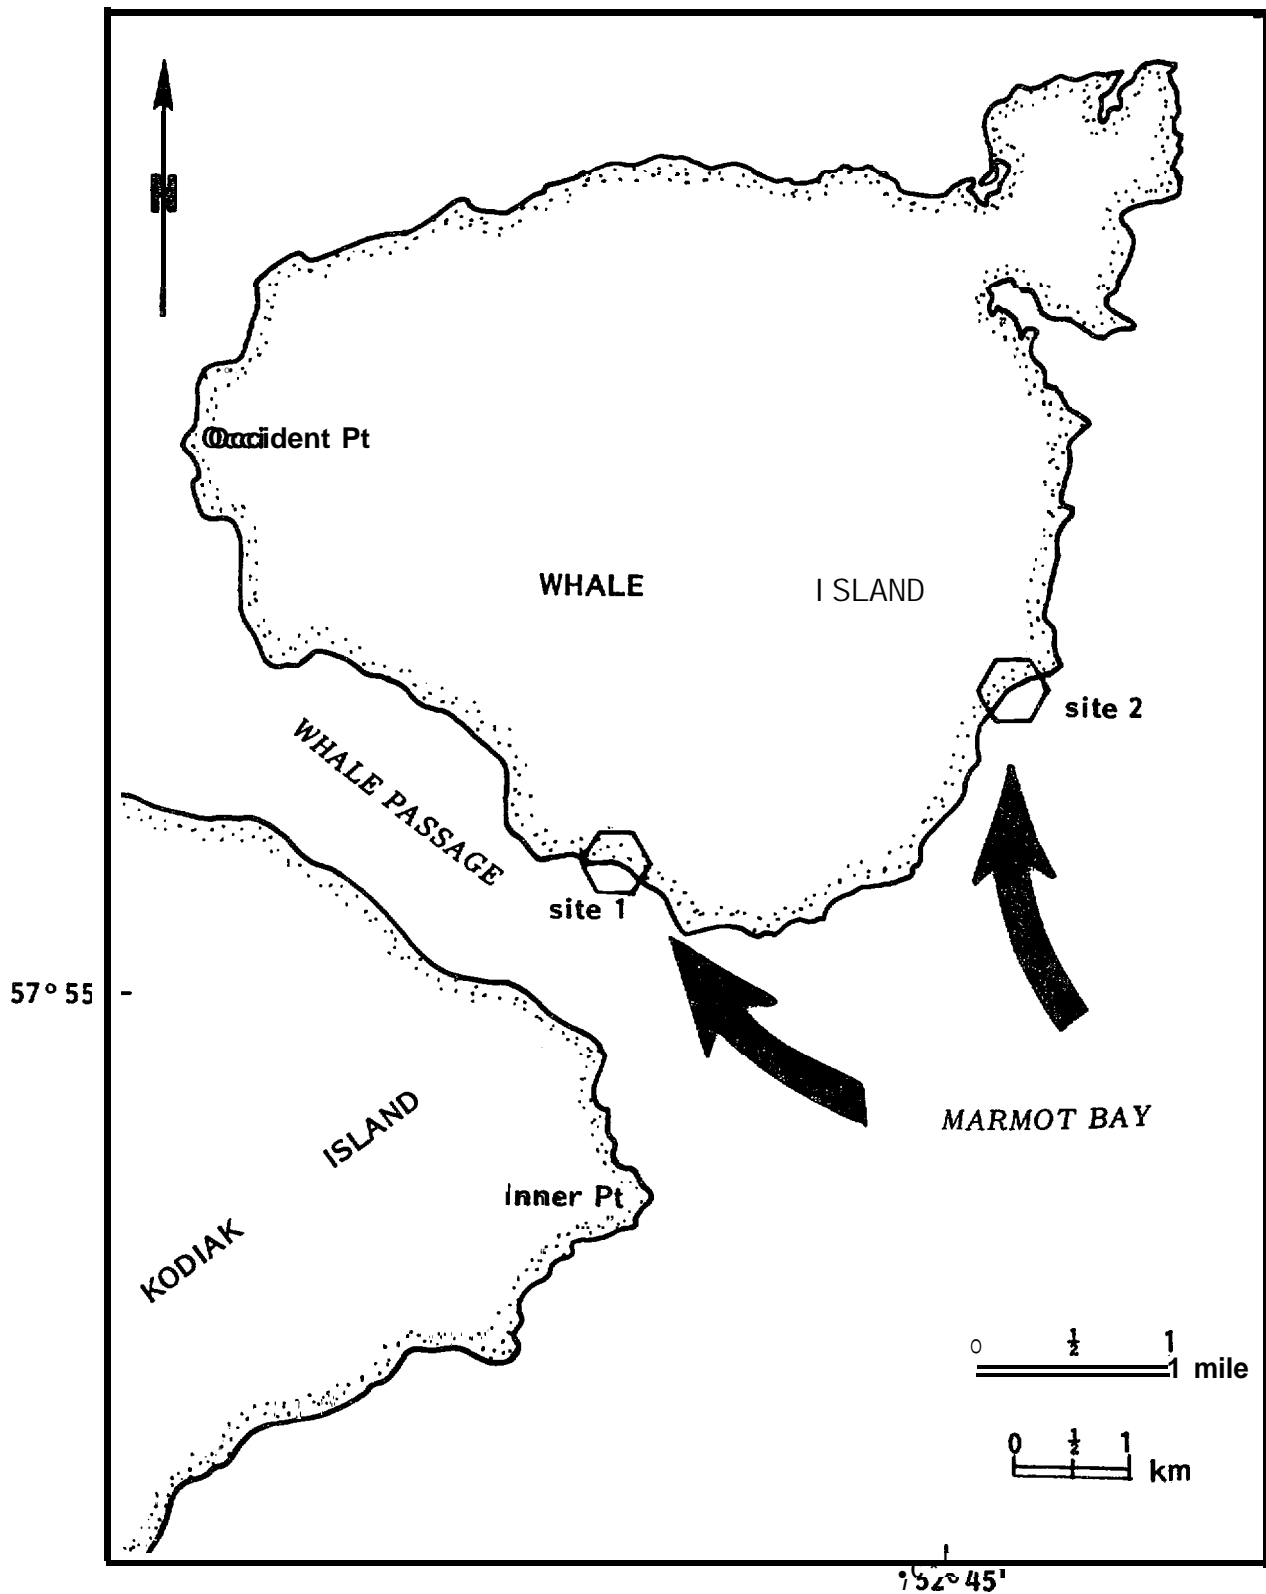 N
Occident Pt
WHALE ISLAND
site 2
WHALE PASSAGE
site 1
57° 55
KODIAK ISLAND
MARMOT BAY
Inner Pt
0 ½ 1
1 mile
0 ½ 1
km
152° 45'